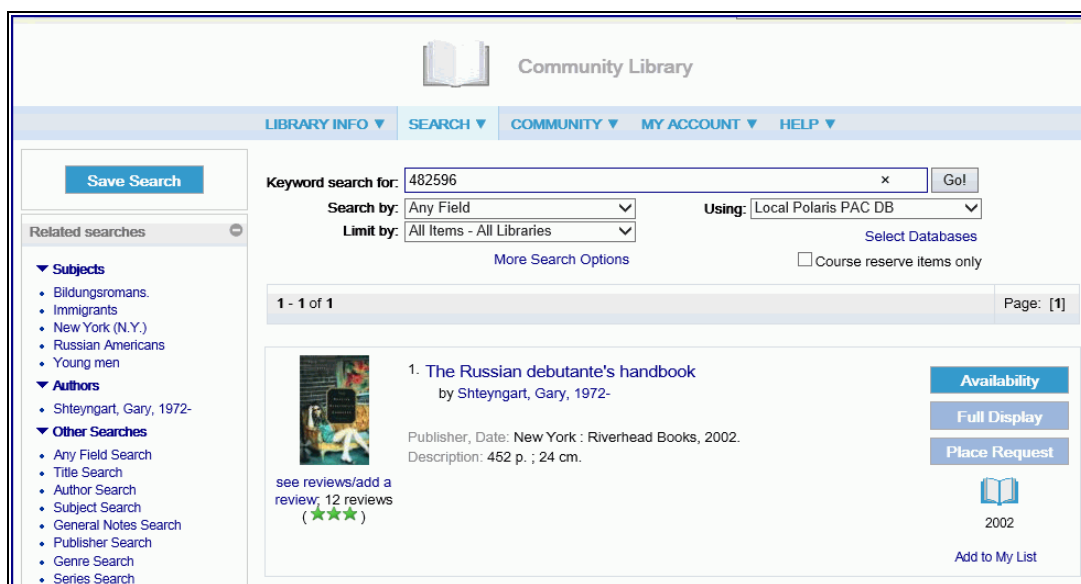 Community Library
LIBRARY INFO ▼ SEARCH ▼ COMMUNITY ▼ MY ACCOUNT ▼ HELP ▼
Save Search
Related searches
▼ Subjects
• Bildungsromans.
• Immigrants
• New York (N.Y.)
• Russian Americans
• Young men
▼ Authors
• Shteyngart, Gary, 1972-
▼ Other Searches
• Any Field Search
• Title Search
• Author Search
• Subject Search
• General Notes Search
• Publisher Search
• Genre Search
• Series Search
Keyword search for: 482596 × Go!
Search by: Any Field Using: Local Polaris PAC DB
Limit by: All Items - All Libraries Select Databases
More Search Options Course reserve items only
1 - 1 of 1 Page: [1]
1. The Russian debutante's handbook
by Shteyngart, Gary, 1972-
Publisher, Date: New York : Riverhead Books, 2002.
Description: 452 p. ; 24 cm.
see reviews/add a
review; 12 reviews
(★★★)
Availability
Full Display
Place Request
2002
Add to My List